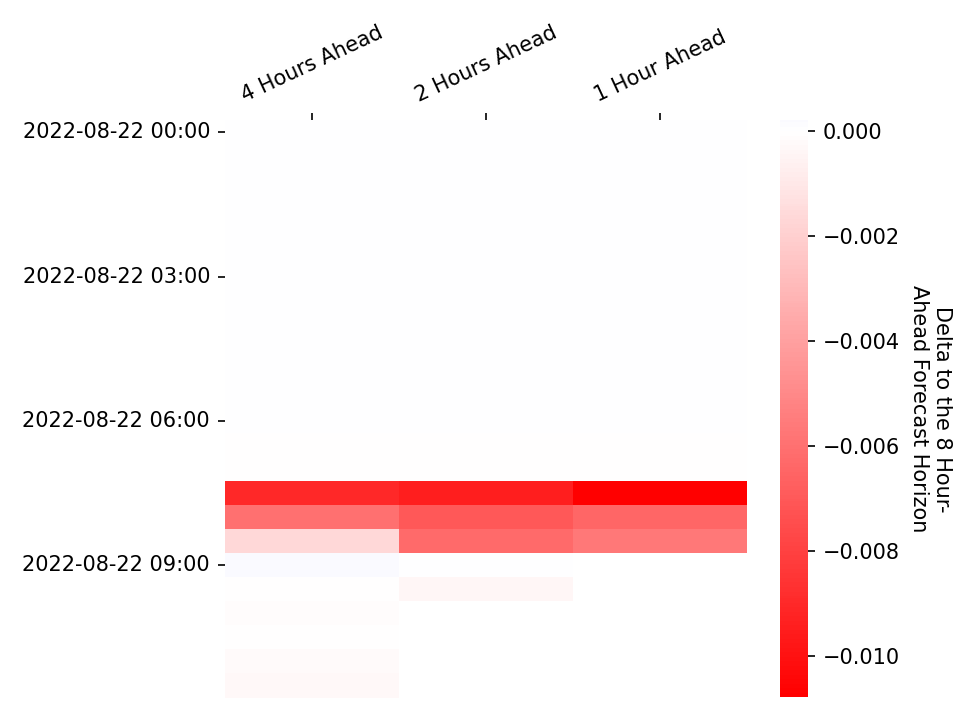 4 Hours Ahead
2 Hours Ahead
1 Hour Ahead
2022-08-22 00:00
2022-08-22 03:00
2022-08-22 06:00
2022-08-22 09:00
0.000
−0.002
−0.004
−0.006
−0.008
−0.010
Delta to the 8 Hour-
Ahead Forecast Horizon